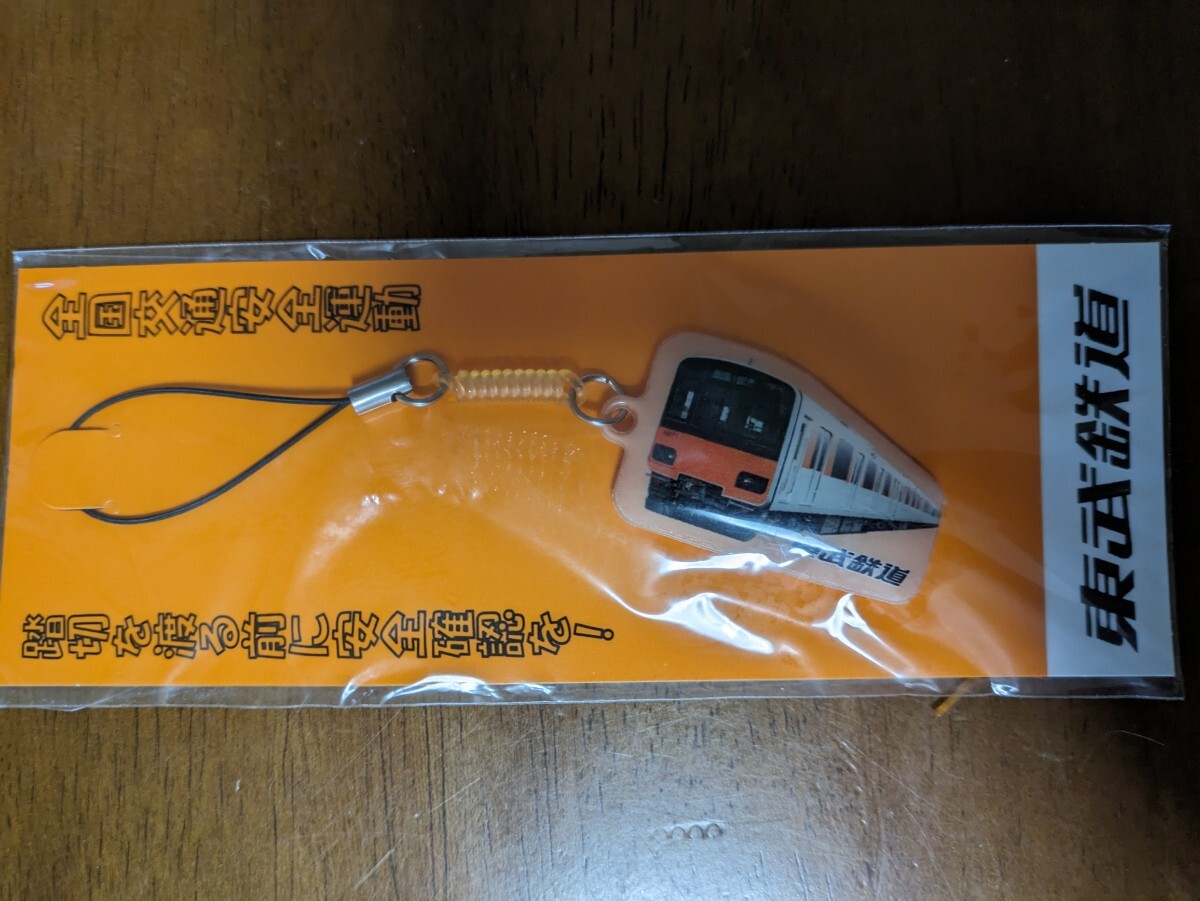 全国交通安全運動
踏切を渡る前に安全確認を！
東武鉄道
東武鉄道